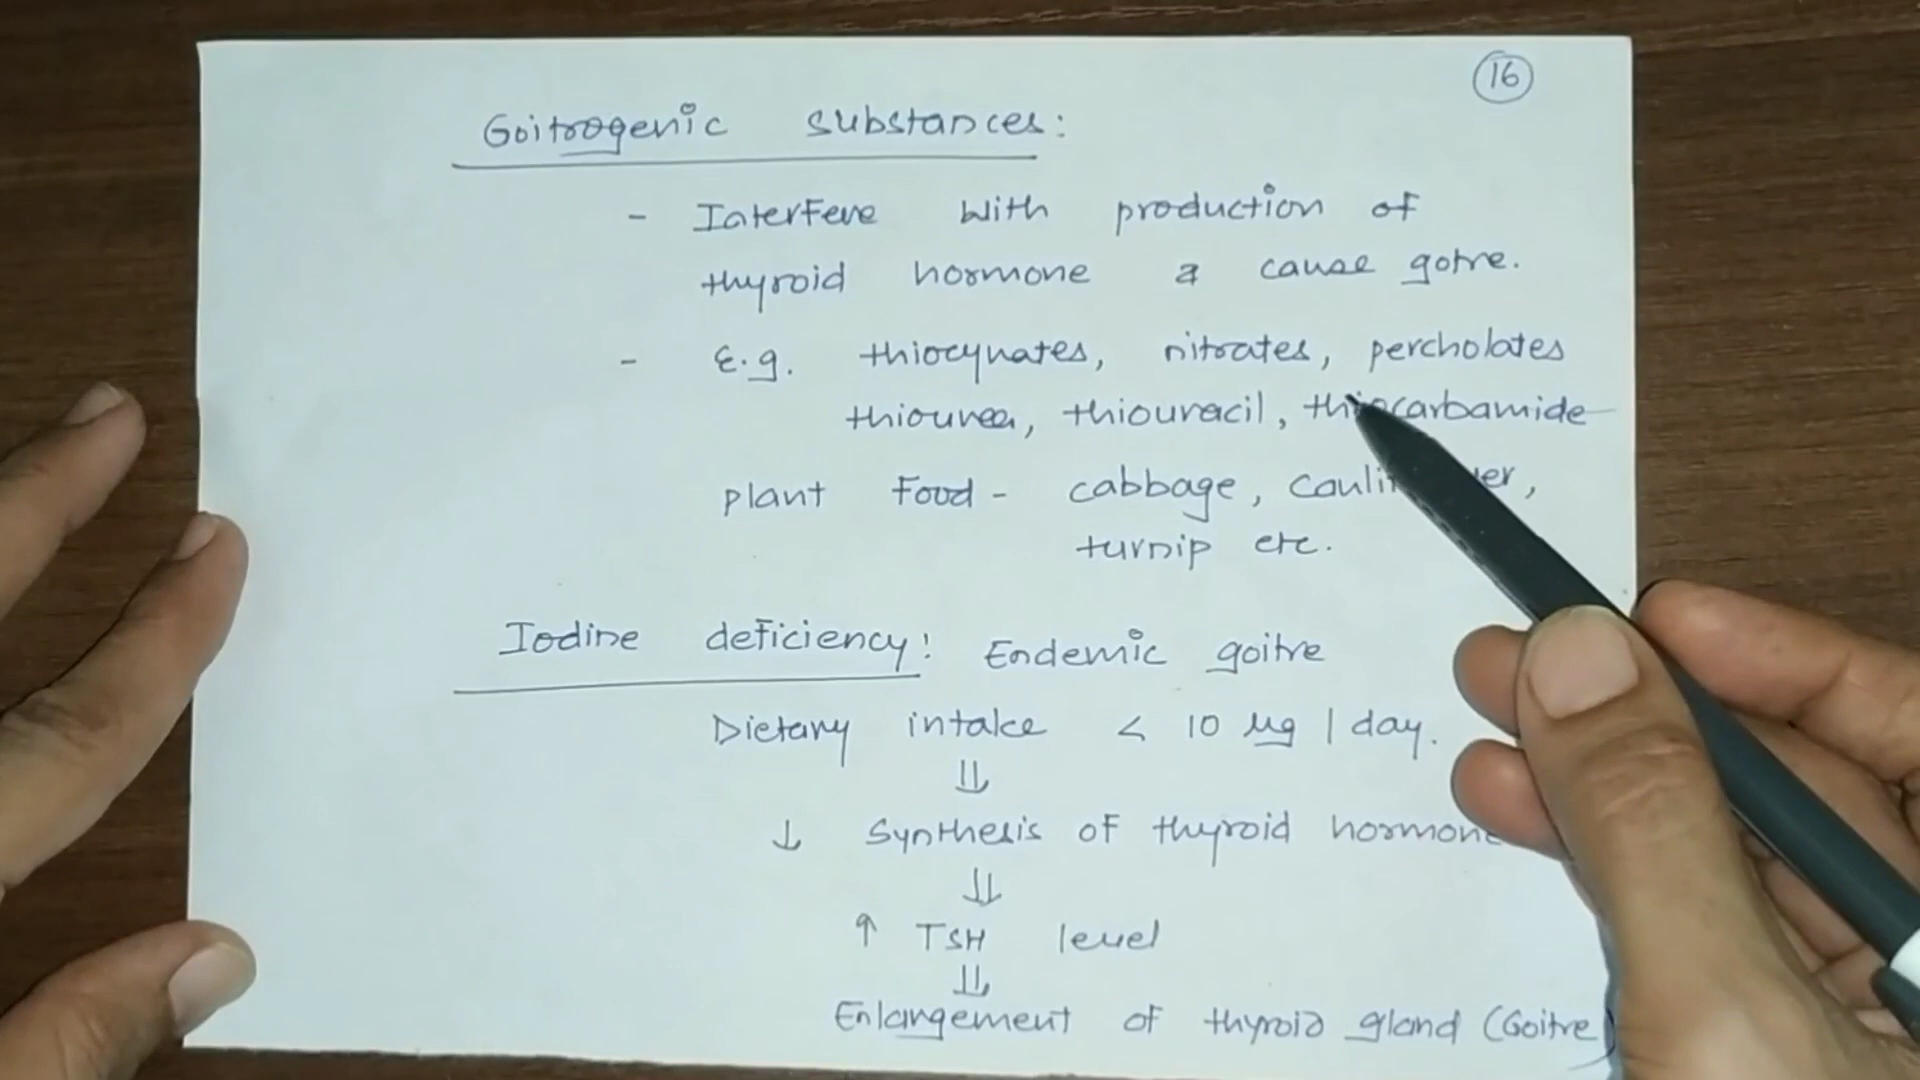 16
Goitrogenic substances:
- Interfere with production of
thyroid hormone & cause gotre.
- E.g. thiocynates, nitrates, percholates
thiourea, thiouracil, thiocarbamide
plant Food - cabbage,
turnip etc.
Iodine deficiency: Endemic goitre
Dietary intake < 10 μg / day.
⇓
↓ Synthesis of thyroid hormone
⇓
↑ TSH level
⇓
Enlargement of thyroid gland (Goitre)